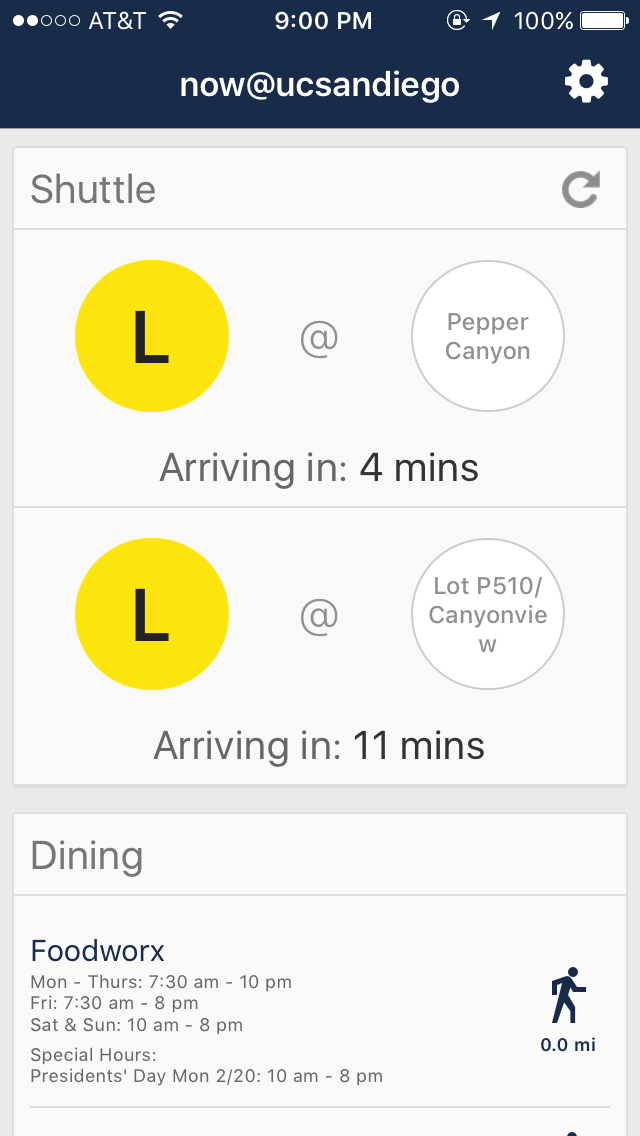 AT&T 9:00 PM 100%
now@ucsandiego
Shuttle
L @ Pepper
Canyon
Arriving in: 4 mins
L @ Lot P510/
Canyonvie
w
Arriving in: 11 mins
Dining
Foodworx
Mon - Thurs: 7:30 am - 10 pm
Fri: 7:30 am - 8 pm
Sat & Sun: 10 am - 8 pm
0.0 mi
Special Hours:
Presidents' Day Mon 2/20: 10 am - 8 pm